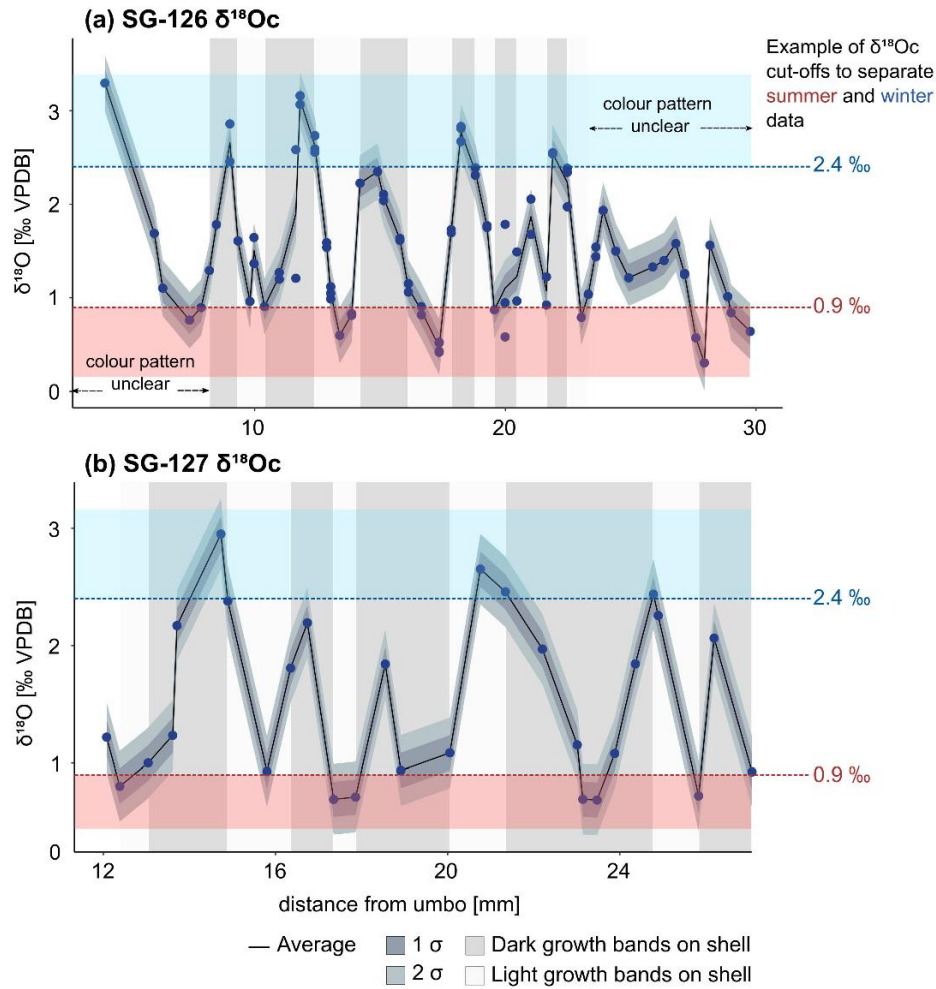 (a) SG-126 δ¹⁸Oc
Example of δ¹⁸Oc
cut-offs to separate
summer and winter
data
colour pattern
unclear
3
2.4 ‰
2
δ¹⁸O [‰ VPDB]
1
0.9 ‰
colour pattern
unclear
0
10
20
30
(b) SG-127 δ¹⁸Oc
3
2.4 ‰
2
δ¹⁸O [‰ VPDB]
1
0.9 ‰
0
12
16
20
24
distance from umbo [mm]
Average
1 σ
Dark growth bands on shell
2 σ
Light growth bands on shell